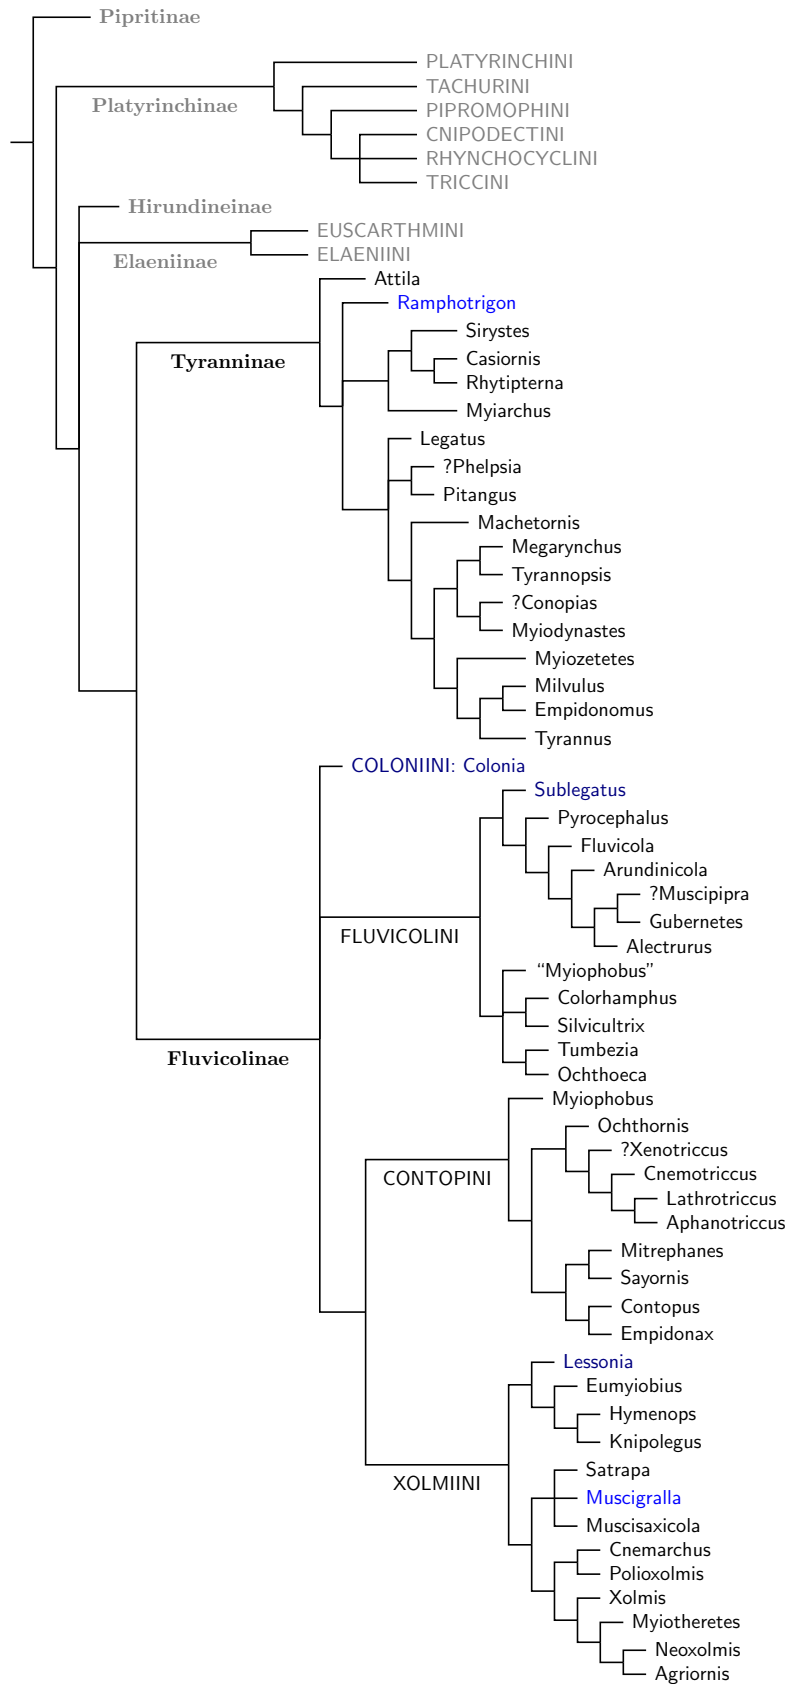 Pipritinae
PLATYRINCHINI
TACHURINI
Platyrinchinae
PIPROMOPHINI
CNIPODECTINI
RHYNCHOCYCLINI
TRICCINI
Hirundineinae
EUSCARTHMINI
ELAENIINI
Elaeniinae
Attila
Ramphotrigon
Sirystes
Tyranninae
Casiornis
Rhytipterna
Myiarchus
Legatus
?Phelpsia
Pitangus
Machetornis
Megarynchus
Tyrannopsis
?Conopias
Myiodynastes
Myiozetetes
Milvulus
Empidonomus
Tyrannus
COLONIINI: Colonia
Sublegatus
Pyrocephalus
Fluvicola
Arundinicola
?Muscipipra
Gubernetes
FLUVICOLINI
Alectrurus
“Myiophobus”
Colorhamphus
Silvicultrix
Tumbezia
Fluvicolinae
Ochthoeca
Myiophobus
Ochthornis
?Xenotriccus
Cnemotriccus
CONTOPINI
Lathrotriccus
Aphanotriccus
Mitrephanes
Sayornis
Contopus
Empidonax
Lessonia
Eumyiobius
Hymenops
Knipolegus
Satrapa
XOLMIINI
Muscigralla
Muscisaxicola
Cnemarchus
Polioxolmis
Xolmis
Myiotheretes
Neoxolmis
Agriornis